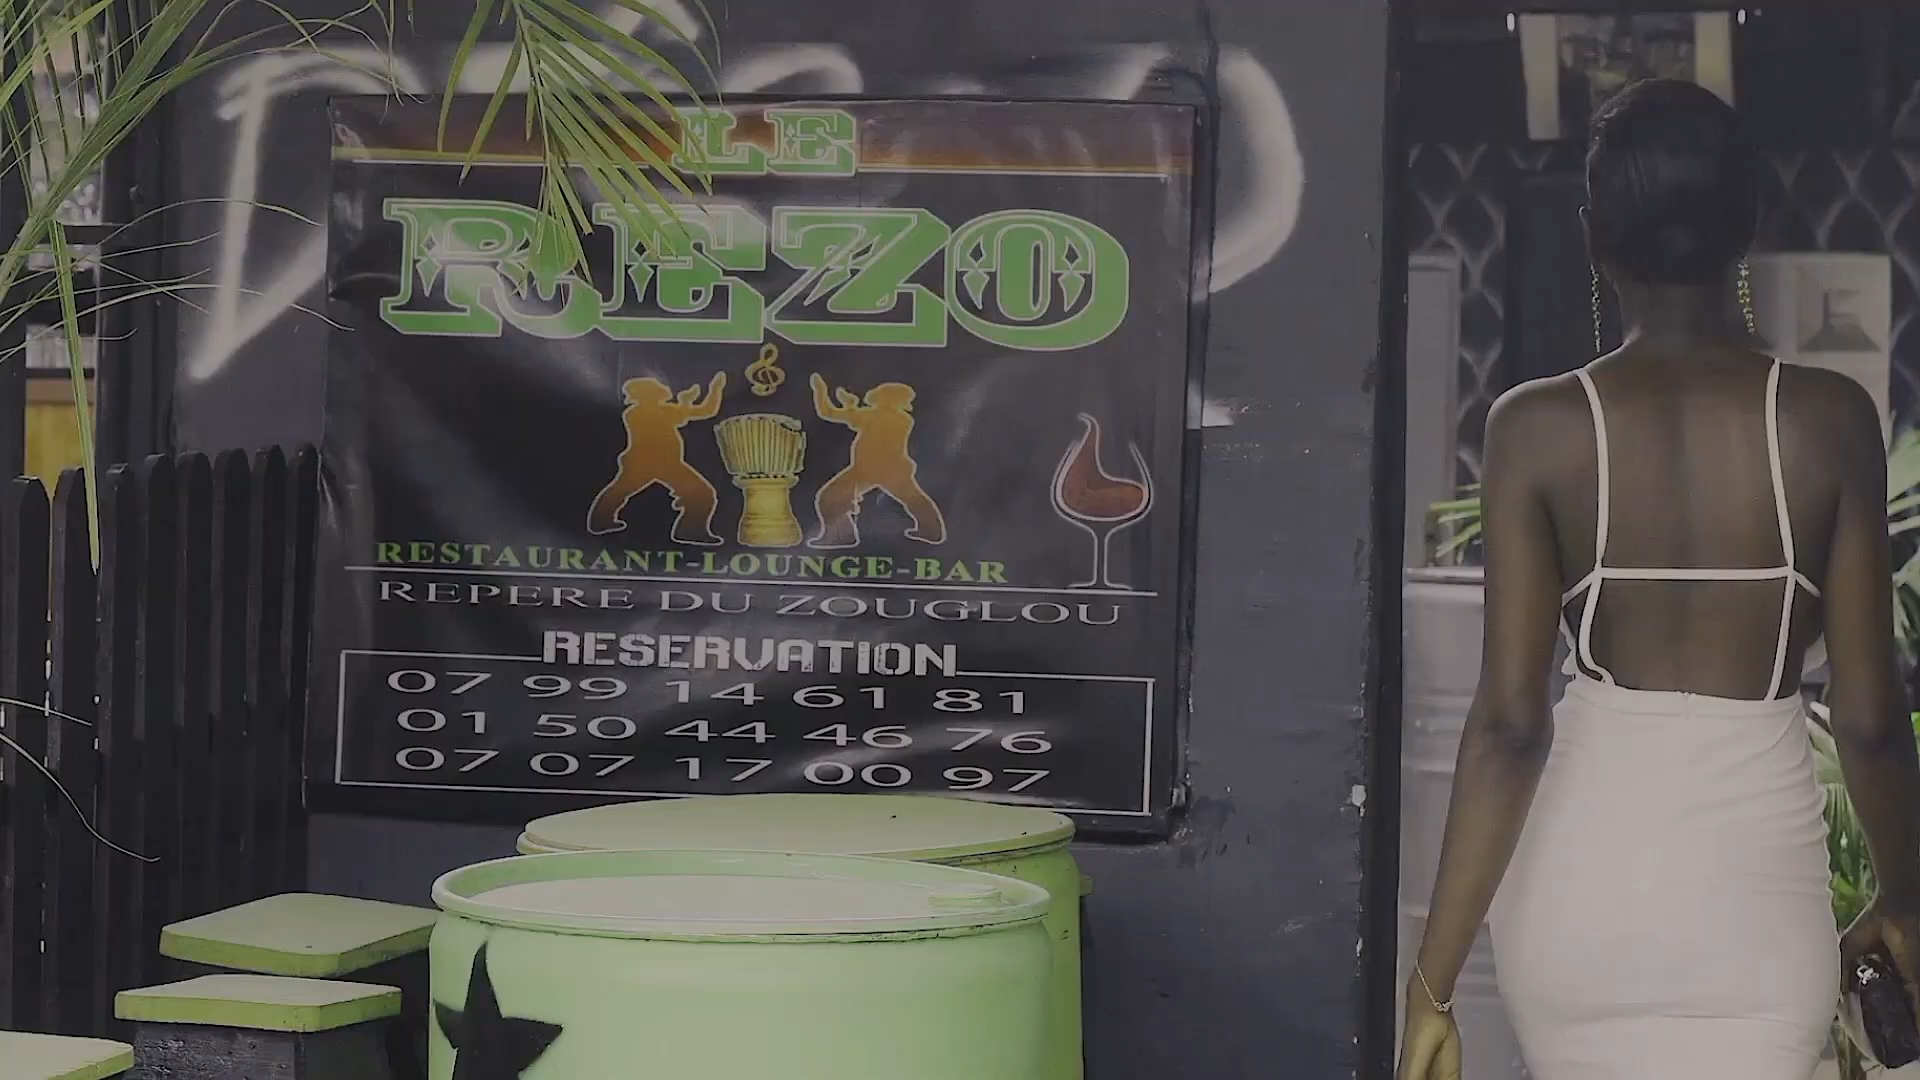 LE
REZO
RESTAURANT-LOUNGE-BAR
REPERE DU ZOUGLOU
RESERVATION
07 99 14 61 81
01 50 44 46 76
07 07 17 00 97